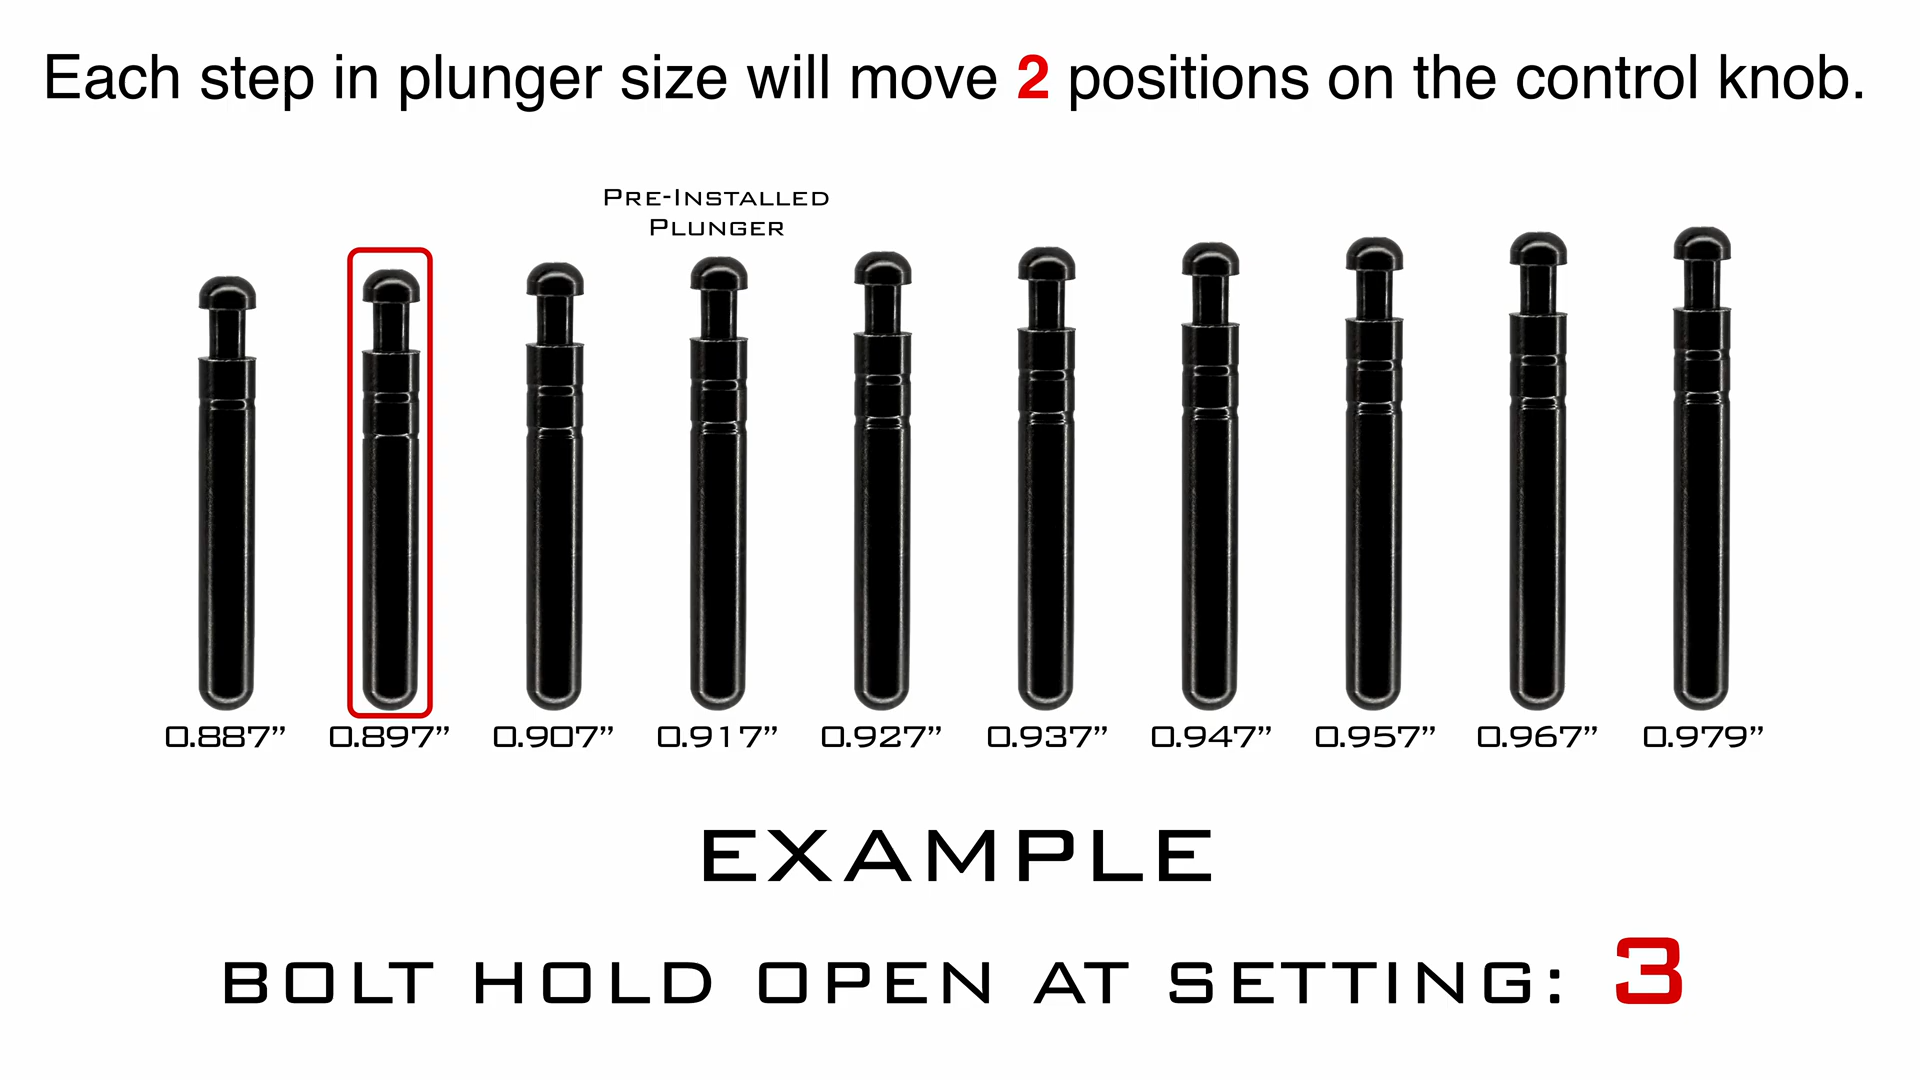 Each step in plunger size will move 2 positions on the control knob.
Pre-Installed
Plunger
0.887” 0.897” 0.907” 0.917” 0.927” 0.937” 0.947” 0.957” 0.967” 0.979”
EXAMPLE
BOLT HOLD OPEN AT SETTING: 3